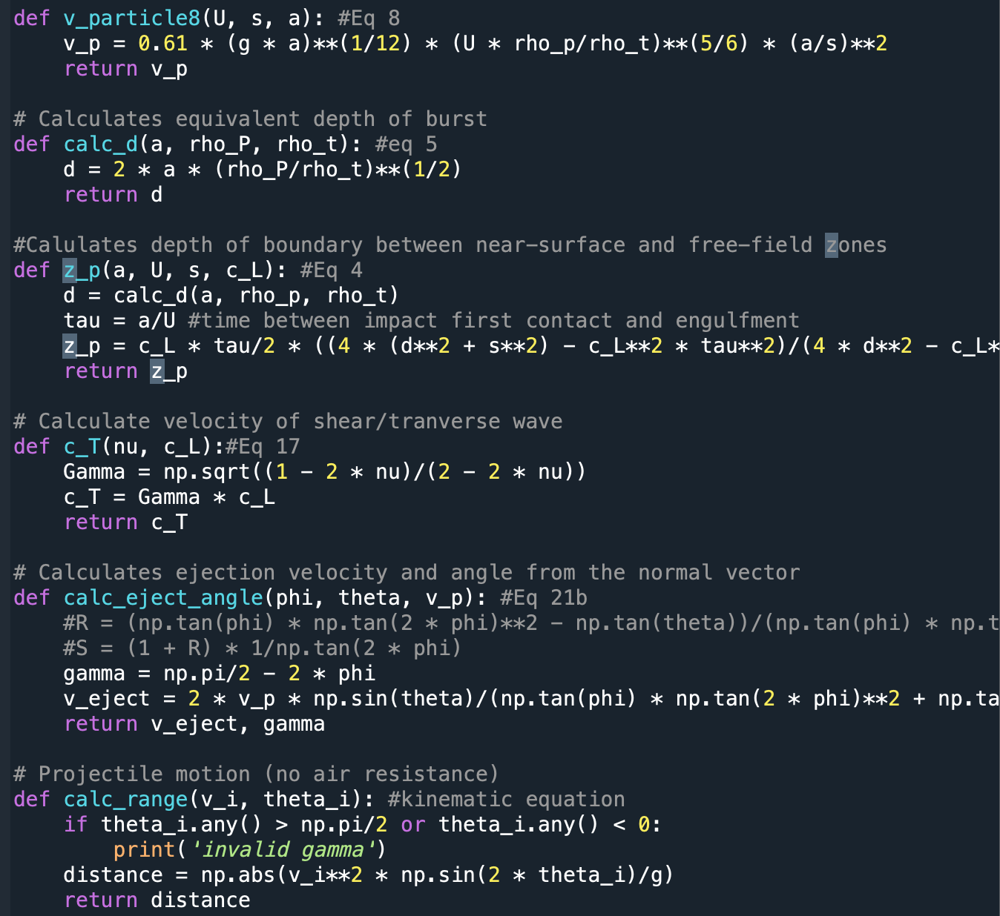 def v_particle8(U, s, a): #Eq 8
    v_p = 0.61 * (g * a)**(1/12) * (U * rho_p/rho_t)**(5/6) * (a/s)**2
    return v_p
# Calculates equivalent depth of burst
def calc_d(a, rho_P, rho_t): #eq 5
    d = 2 * a * (rho_P/rho_t)**(1/2)
    return d
#Calulates depth of boundary between near-surface and free-field zones
def z_p(a, U, s, c_L): #Eq 4
    d = calc_d(a, rho_p, rho_t)
    tau = a/U #time between impact first contact and engulfment
    z_p = c_L * tau/2 * ((4 * (d**2 + s**2) - c_L**2 * tau**2)/(4 * d**2 - c_L*
    return z_p
# Calculate velocity of shear/tranverse wave
def c_T(nu, c_L):#Eq 17
    Gamma = np.sqrt((1 - 2 * nu)/(2 - 2 * nu))
    c_T = Gamma * c_L
    return c_T
# Calculates ejection velocity and angle from the normal vector
def calc_eject_angle(phi, theta, v_p): #Eq 21b
    #R = (np.tan(phi) * np.tan(2 * phi)**2 - np.tan(theta))/(np.tan(phi) * np.t
    #S = (1 + R) * 1/np.tan(2 * phi)
    gamma = np.pi/2 - 2 * phi
    v_eject = 2 * v_p * np.sin(theta)/(np.tan(phi) * np.tan(2 * phi)**2 + np.ta
    return v_eject, gamma
# Projectile motion (no air resistance)
def calc_range(v_i, theta_i): #kinematic equation
    if theta_i.any() > np.pi/2 or theta_i.any() < 0:
        print('invalid gamma')
    distance = np.abs(v_i**2 * np.sin(2 * theta_i)/g)
    return distance